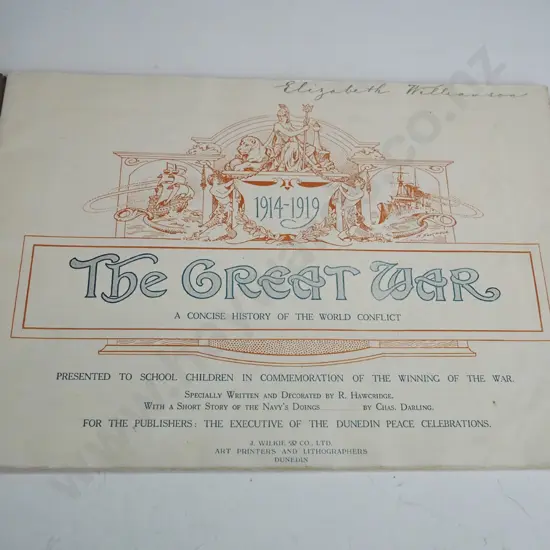 Elizabeth Williamson
1914-1919
The Great War
A CONCISE HISTORY OF THE WORLD CONFLICT
PRESENTED TO SCHOOL CHILDREN IN COMMEMORATION OF THE WINNING OF THE WAR.
SPECIALLY WRITTEN AND DECORATED BY R. HAWCRIDGE.
WITH A SHORT STORY OF THE NAVY'S DOINGS BY CHAS. DARLING.
FOR THE PUBLISHERS: THE EXECUTIVE OF THE DUNEDIN PEACE CELEBRATIONS.
J. WILKIE & CO., LTD.
ART PRINTERS AND LITHOGRAPHERS
DUNEDIN